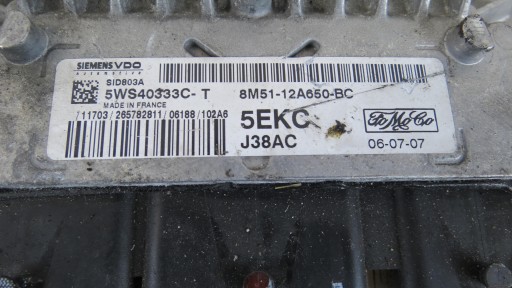 SIEMENS VDO
Automotive
SID803A
5WS40333C-T 8M51-12A650-BC
MADE IN FRANCE
/11703/265782811/06188/102A6
5EKC
FoMoCo
J38AC
06-07-07